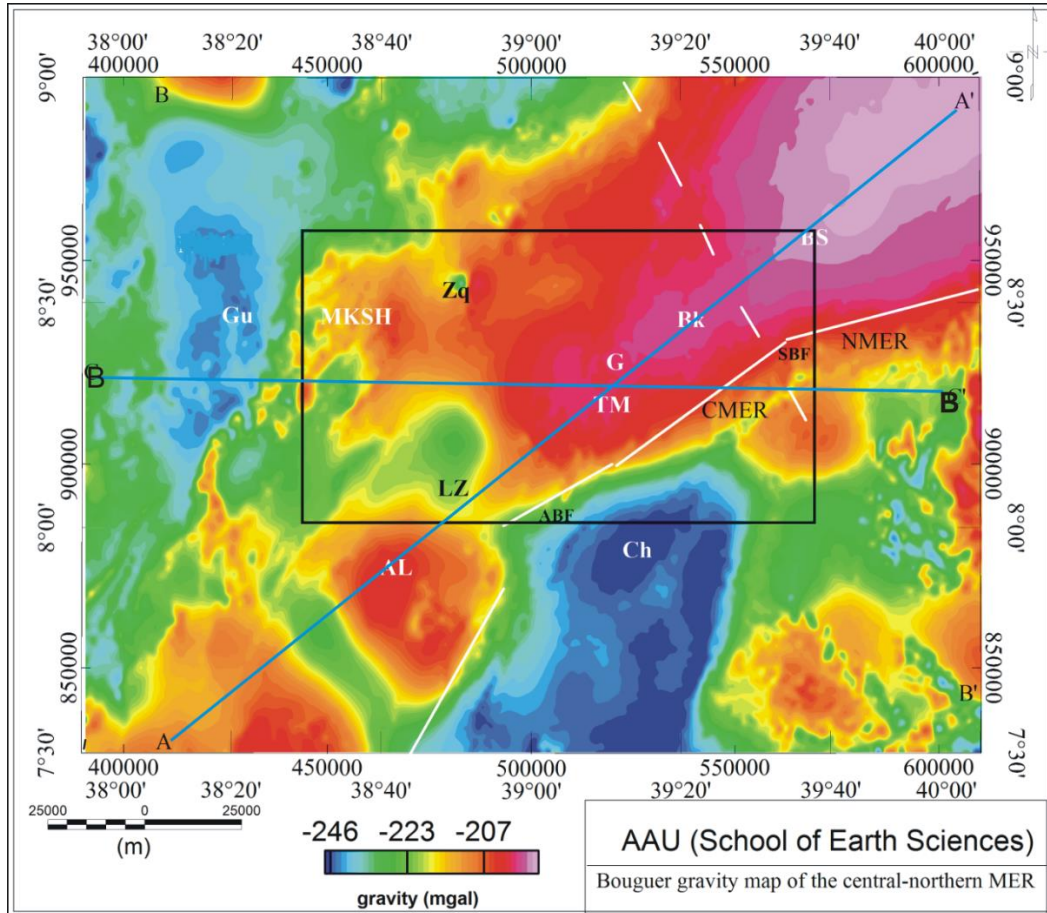 38°00' 38°20' 38°40' 39°00' 39°20' 39°40' 40°00'
400000 450000 500000 550000 600000
9°00' 9°00'
B A'
BS
950000 950000
Zq
8°30' 8°30'
Gu MKSH Bk
NMER
SBF
G
B C'
TM CMER B
900000 900000
LZ
ABF
8°00' 8°00'
Ch
AL
850000 850000
B'
A
7°30' 7°30'
400000 450000 500000 550000 600000
38°00' 38°20' 38°40' 39°00' 39°20' 39°40' 40°00'
25000 0 25000
(m)
-246 -223 -207
gravity (mgal)
AAU (School of Earth Sciences)
Bouguer gravity map of the central-northern MER